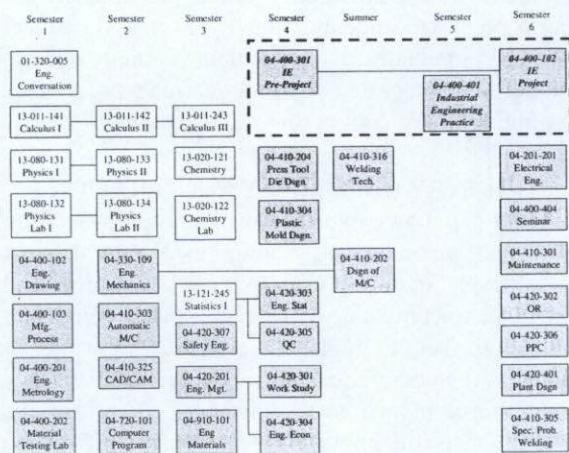 Semester
1
Semester
2
Semester
3
Semester
4
Summer
Semester
5
Semester
6
01-320-005
Eng.
Conversation
04-400-301
IE
Pre-Project
04-400-102
IE
Project
04-400-401
Industrial
Engineering
Practice
13-011-141
Calculus I
13-011-142
Calculus II
13-011-243
Calculus III
13-080-131
Physics I
13-080-133
Physics II
13-020-121
Chemistry
04-410-204
Press Tool
Die Dsgn.
04-410-316
Welding
Tech.
04-201-201
Electrical
Eng.
13-080-132
Physics
Lab I
13-080-134
Physics
Lab II
13-020-122
Chemistry
Lab
04-410-304
Plastic
Mold Dsgn.
04-400-404
Seminar
04-400-102
Eng.
Drawing
04-330-109
Eng.
Mechanics
04-410-202
Dsgn of
M/C
04-410-301
Maintenance
04-400-103
Mfg.
Process
04-410-303
Automatic
M/C
13-121-245
Statistics I
04-420-303
Eng. Stat
04-420-302
OR
04-420-307
Safety Eng.
04-420-305
QC
04-420-306
PPC
04-400-201
Eng.
Metrology
04-410-325
CAD/CAM
04-420-201
Eng. Mgt.
04-420-301
Work Study
04-420-401
Plant Dsgn
04-400-202
Material
Testing Lab
04-720-101
Computer
Program
04-910-101
Eng
Materials
04-420-304
Eng. Econ
04-410-305
Spec. Prob.
Welding